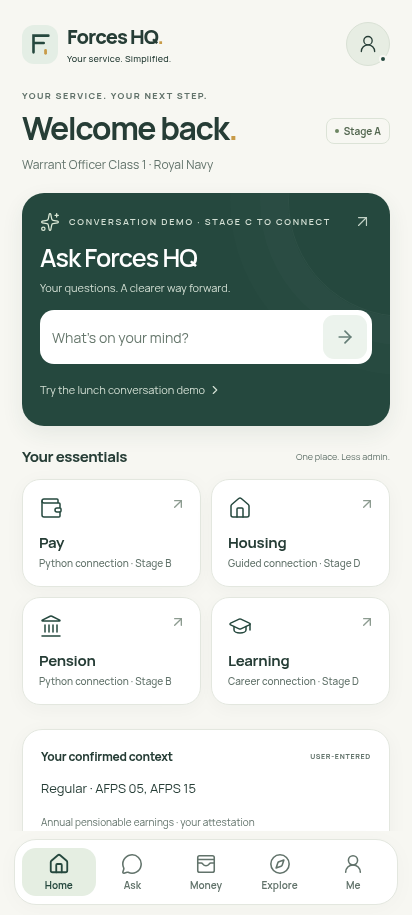 Forces HQ.
Your service. Simplified.
YOUR SERVICE. YOUR NEXT STEP.
Welcome back.
Stage A
Warrant Officer Class 1 · Royal Navy
CONVERSATION DEMO · STAGE C TO CONNECT
Ask Forces HQ
Your questions. A clearer way forward.
What's on your mind?
Try the lunch conversation demo
Your essentials
One place. Less admin.
Pay
Python connection · Stage B
Housing
Guided connection · Stage D
Pension
Python connection · Stage B
Learning
Career connection · Stage D
Your confirmed context
USER-ENTERED
Regular · AFPS 05, AFPS 15
Annual pensionable earnings · your attestation
Home
Ask
Money
Explore
Me